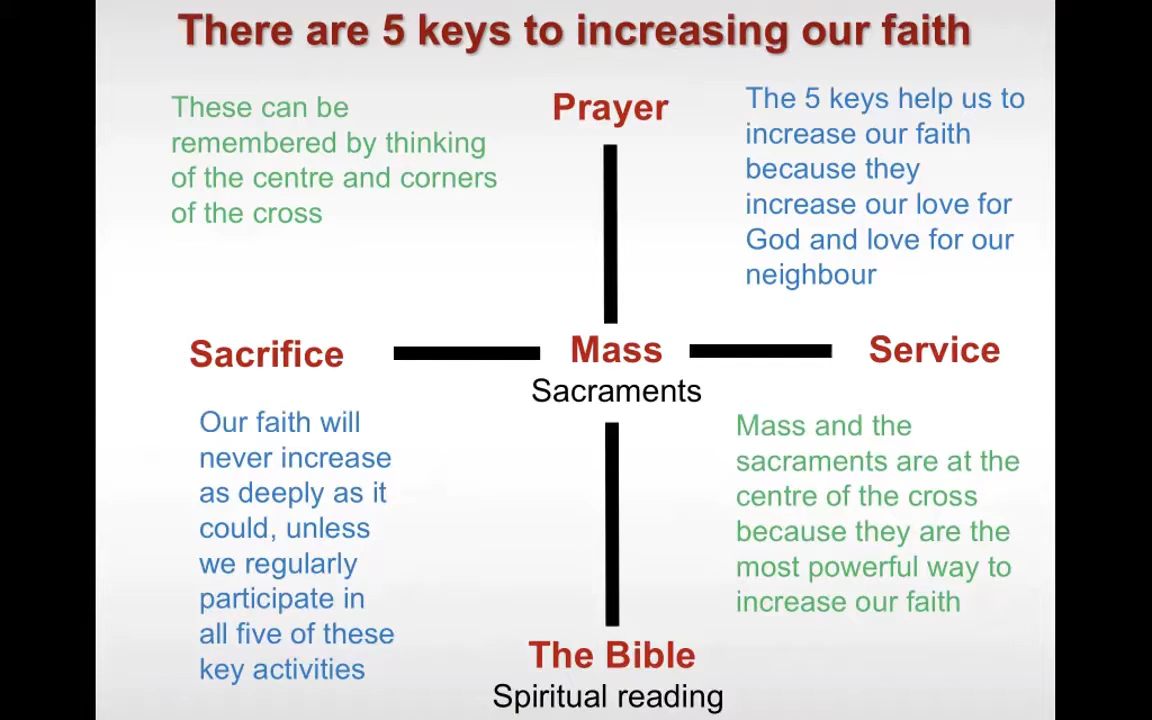 There are 5 keys to increasing our faith
These can be
remembered by thinking
of the centre and corners
of the cross
Prayer
The 5 keys help us to
increase our faith
because they
increase our love for
God and love for our
neighbour
Sacrifice
Mass
Sacraments
Service
Our faith will
never increase
as deeply as it
could, unless
we regularly
participate in
all five of these
key activities
Mass and the
sacraments are at the
centre of the cross
because they are the
most powerful way to
increase our faith
The Bible
Spiritual reading